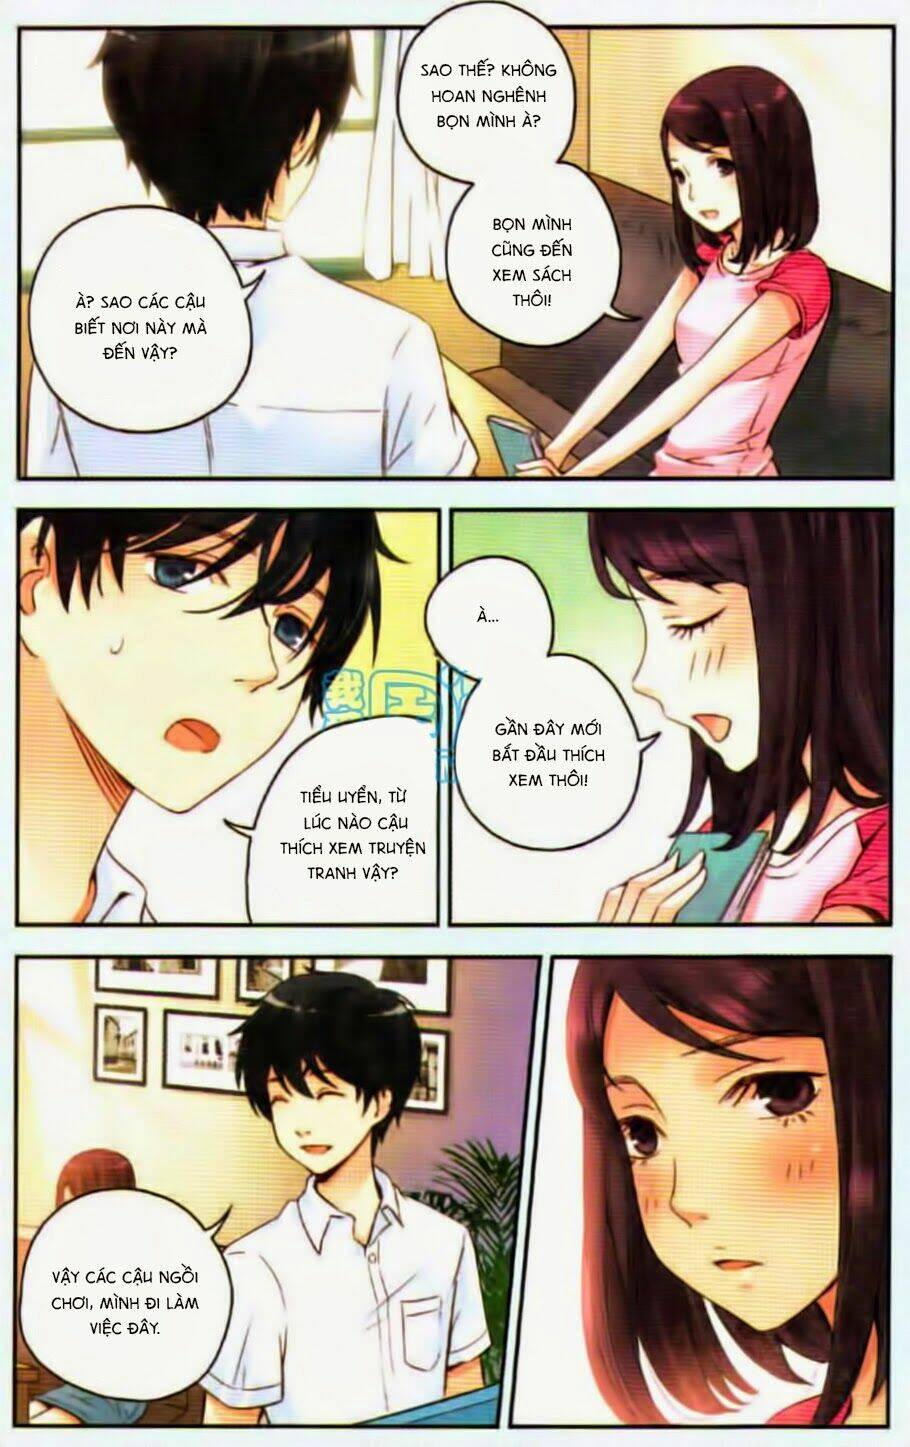 À? SAO CÁC CẬU
BIẾT NƠI NÀY MÀ
ĐẾN VẬY?
SAO THẾ? KHÔNG
HOAN NGHÊNH
BỌN MÌNH À?
BỌN MÌNH
CŨNG ĐẾN
XEM SÁCH
THÔI!
TIỂU UYỂN, TỪ
LÚC NÀO CẬU
THÍCH XEM TRUYỆN
TRANH VẬY?
À...
GẦN ĐÂY MỚI
BẮT ĐẦU THÍCH
XEM THÔI!
VẬY CÁC CẬU NGỒI
CHƠI, MÌNH ĐI LÀM
VIỆC ĐÂY.